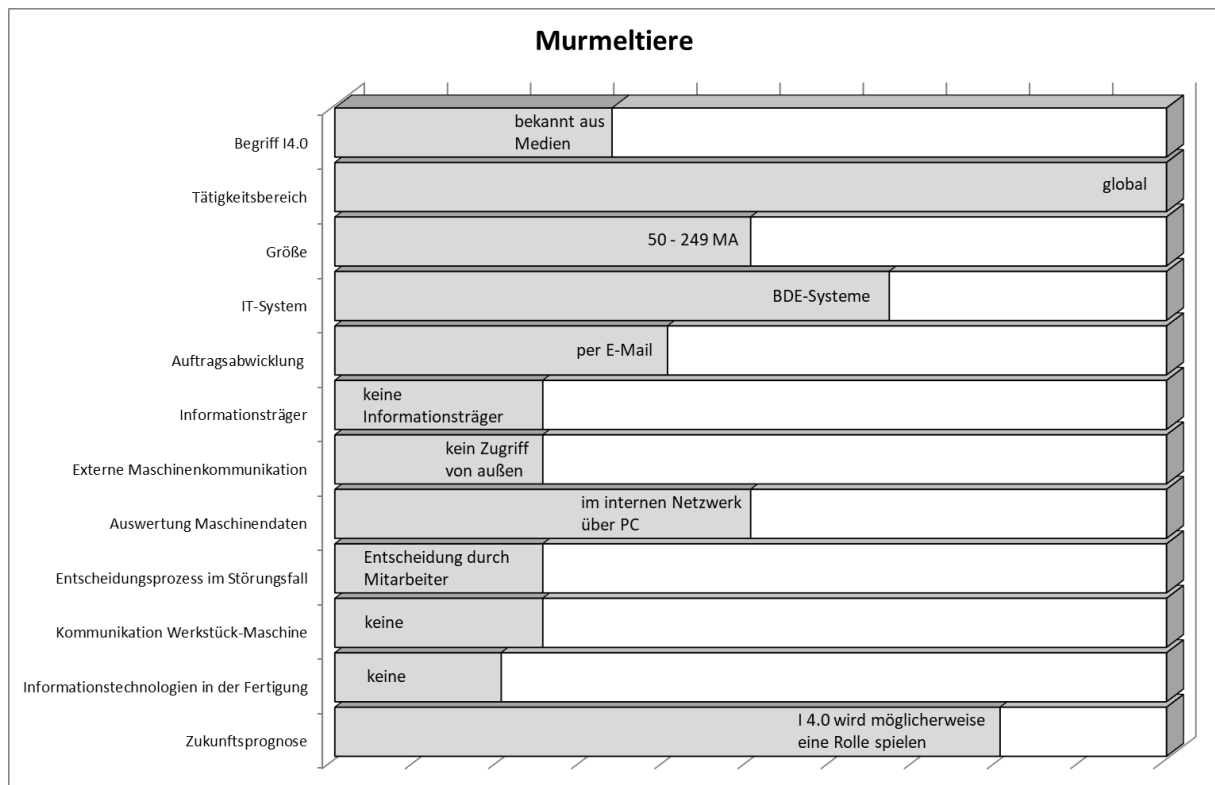 Murmeltiere
Begriff I4.0
bekannt aus
Medien
Tätigkeitsbereich
global
Größe
50 - 249 MA
IT-System
BDE-Systeme
Auftragsabwicklung
per E-Mail
Informationsträger
keine
Informationsträger
Externe Maschinenkommunikation
kein Zugriff
von außen
Auswertung Maschinendaten
im internen Netzwerk
über PC
Entscheidungsprozess im Störungsfall
Entscheidung durch
Mitarbeiter
Kommunikation Werkstück-Maschine
keine
Informationstechnologien in der Fertigung
keine
Zukunftsprognose
I 4.0 wird möglicherweise
eine Rolle spielen